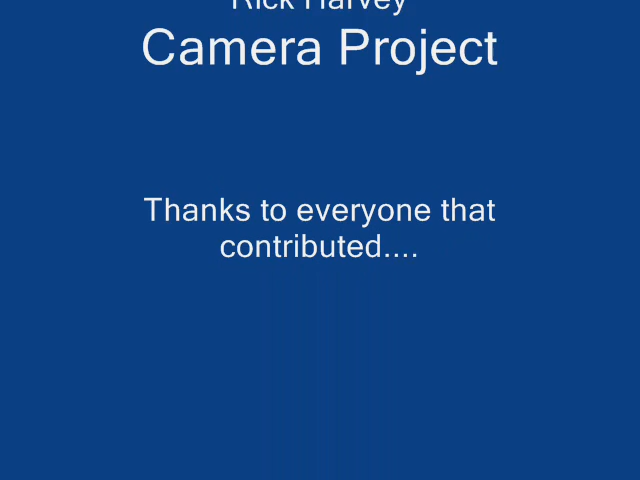 Rick Harvey
Camera Project
Thanks to everyone that
contributed....